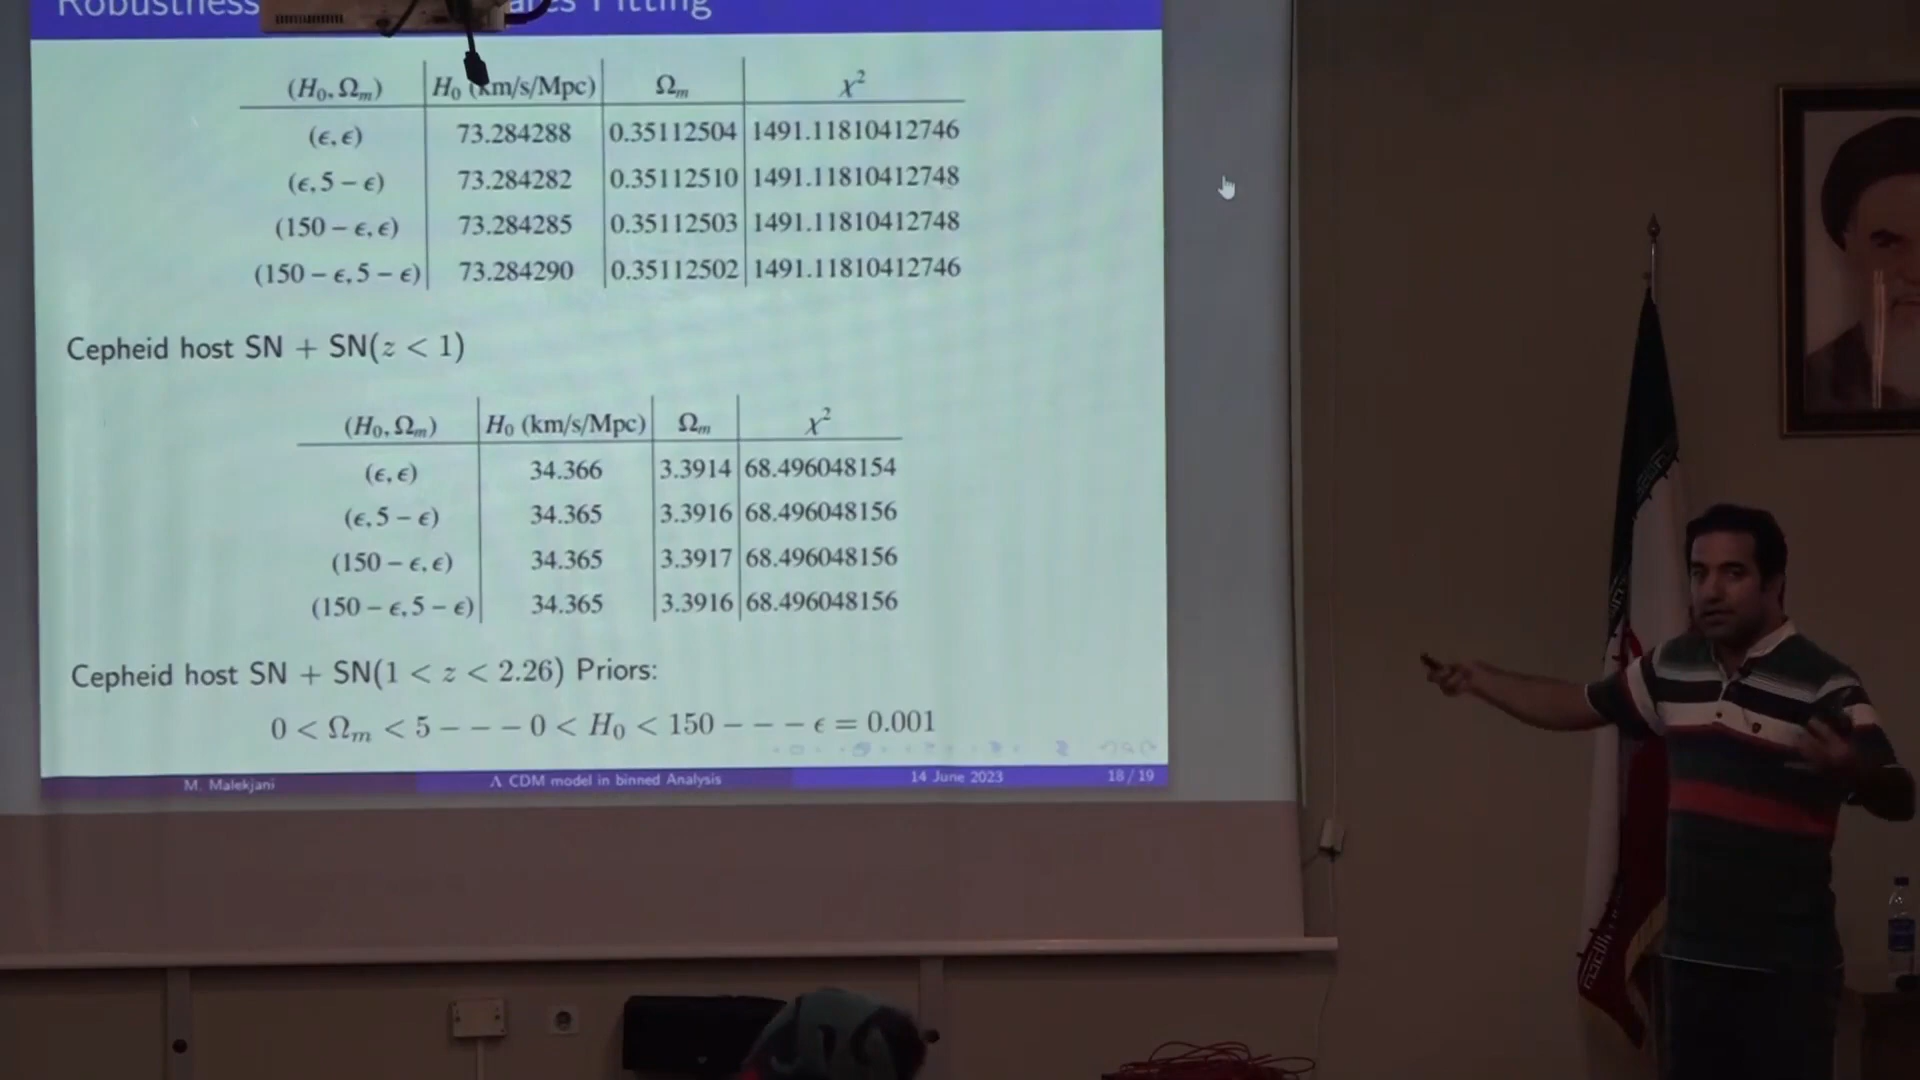 Robustness Fitting
(H₀, Ωₘ) H₀ (km/s/Mpc) Ωₘ χ²
(ϵ, ϵ) 73.284288 0.35112504 1491.11810412746
(ϵ, 5 − ϵ) 73.284282 0.35112510 1491.11810412748
(150 − ϵ, ϵ) 73.284285 0.35112503 1491.11810412748
(150 − ϵ, 5 − ϵ) 73.284290 0.35112502 1491.11810412746
Cepheid host SN + SN(z < 1)
(H₀, Ωₘ) H₀ (km/s/Mpc) Ωₘ χ²
(ϵ, ϵ) 34.366 3.3914 68.496048154
(ϵ, 5 − ϵ) 34.365 3.3916 68.496048156
(150 − ϵ, ϵ) 34.365 3.3917 68.496048156
(150 − ϵ, 5 − ϵ) 34.365 3.3916 68.496048156
Cepheid host SN + SN(1 < z < 2.26) Priors:
0 < Ωₘ < 5 − − − 0 < H₀ < 150 − − − ϵ = 0.001
M. Malekjani Λ CDM model in binned Analysis 14 June 2023 18 / 19